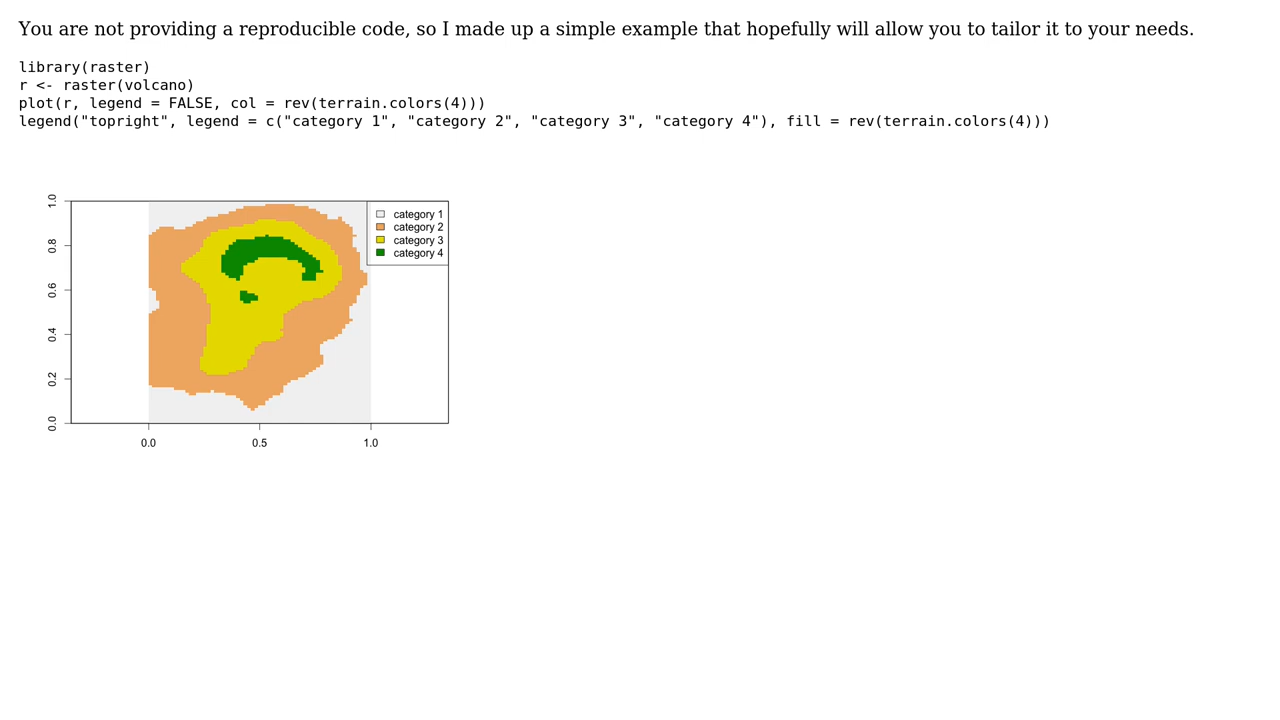 You are not providing a reproducible code, so I made up a simple example that hopefully will allow you to tailor it to your needs.
library(raster)
r <- raster(volcano)
plot(r, legend = FALSE, col = rev(terrain.colors(4)))
legend("topright", legend = c("category 1", "category 2", "category 3", "category 4"), fill = rev(terrain.colors(4)))
1.0
0.8
0.6
0.4
0.2
0.0
category 1
category 2
category 3
category 4
0.0 0.5 1.0